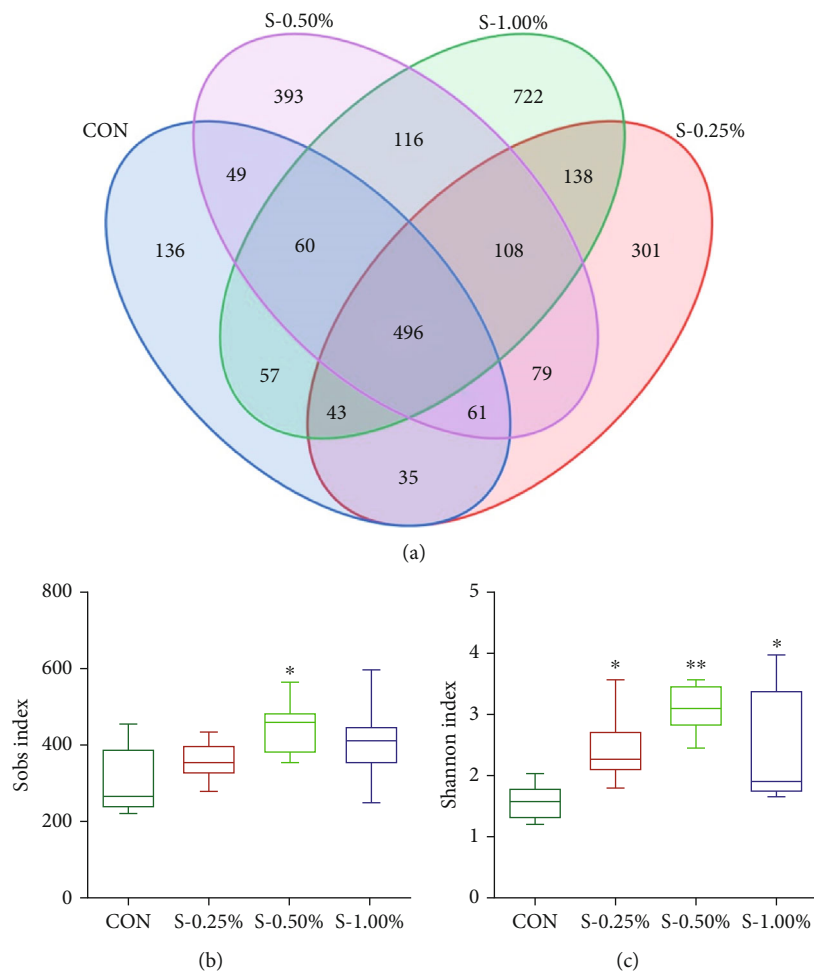 S-0.50%
S-1.00%
CON
S-0.25%
393
722
116
49
138
136
60
108
301
496
57
79
43
61
35
(a)
800
600
400
200
0
Sobs index
*
CON S-0.25% S-0.50% S-1.00%
(b)
5
4
3
2
1
0
Shannon index
* ** *
CON S-0.25% S-0.50% S-1.00%
(c)